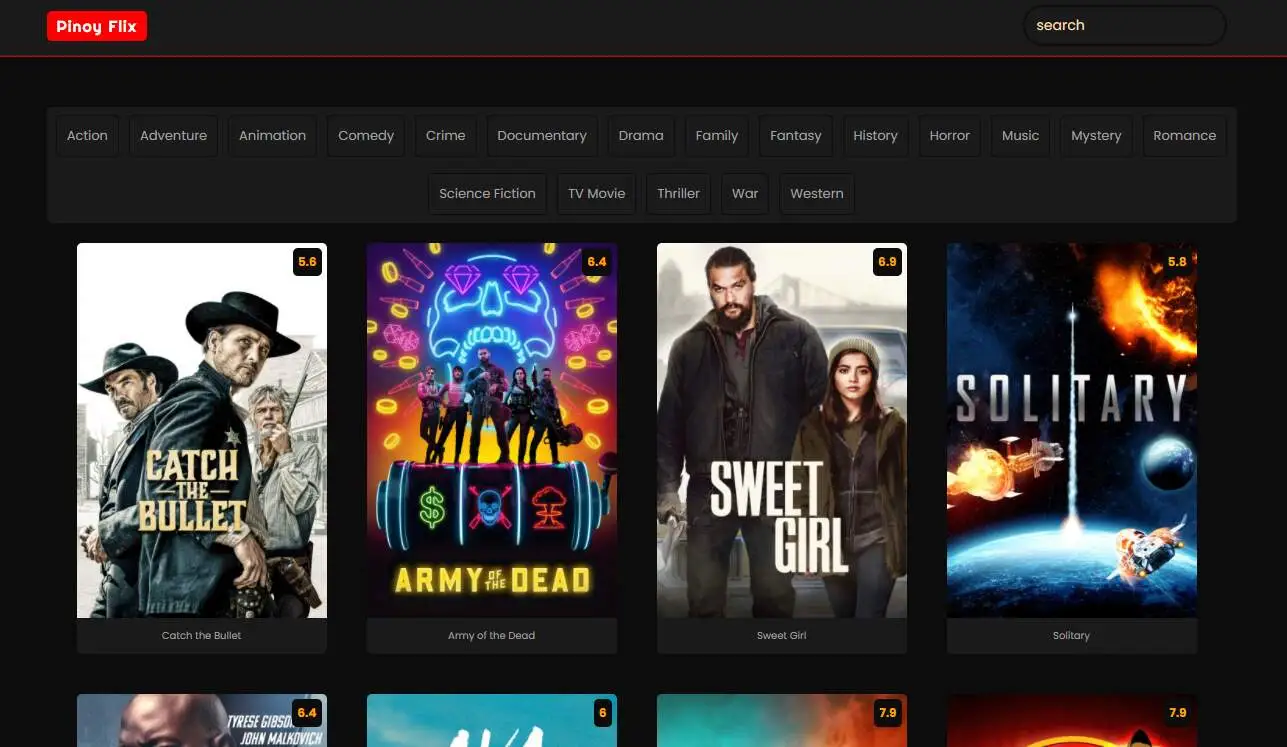 Pinoy Flix
search
Action Adventure Animation Comedy Crime Documentary Drama Family Fantasy History Horror Music Mystery Romance
Science Fiction TV Movie Thriller War Western
5.6
6.4
6.9
5.8
CATCH
THE
BULLET
ARMY OF THE DEAD
SWEET
GIRL
SOLITARY
Catch the Bullet
Army of the Dead
Sweet Girl
Solitary
6.4
TYRESE GIBSON
JOHN MALKOVICH
6
7.9
7.9